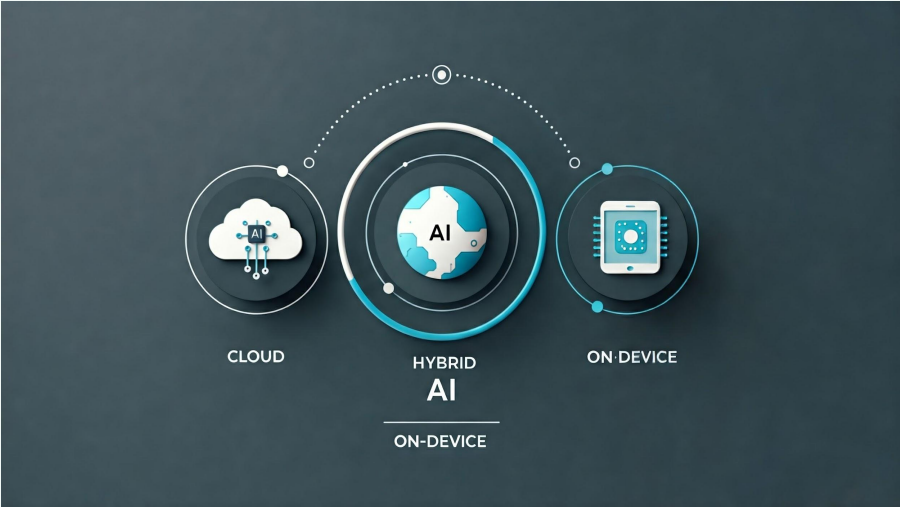 AI
AI
CLOUD
HYBRID
AI
ON·DEVICE
ON-DEVICE